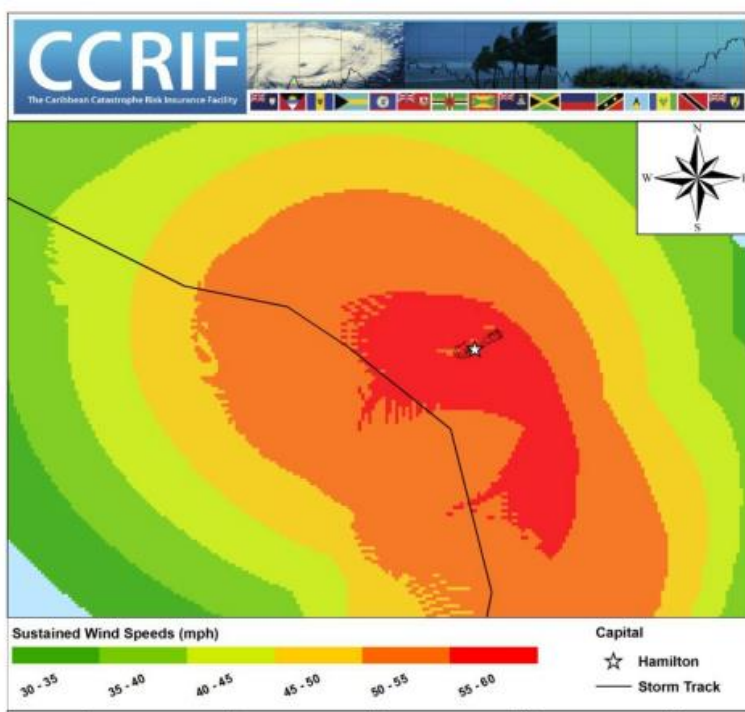 CCRIF
The Caribbean Catastrophe Risk Insurance Facility
N
W E
S
Sustained Wind Speeds (mph)
30 - 35 35 - 40 40 - 45 45 - 50 50 - 55 55 - 60
Capital
Hamilton
Storm Track